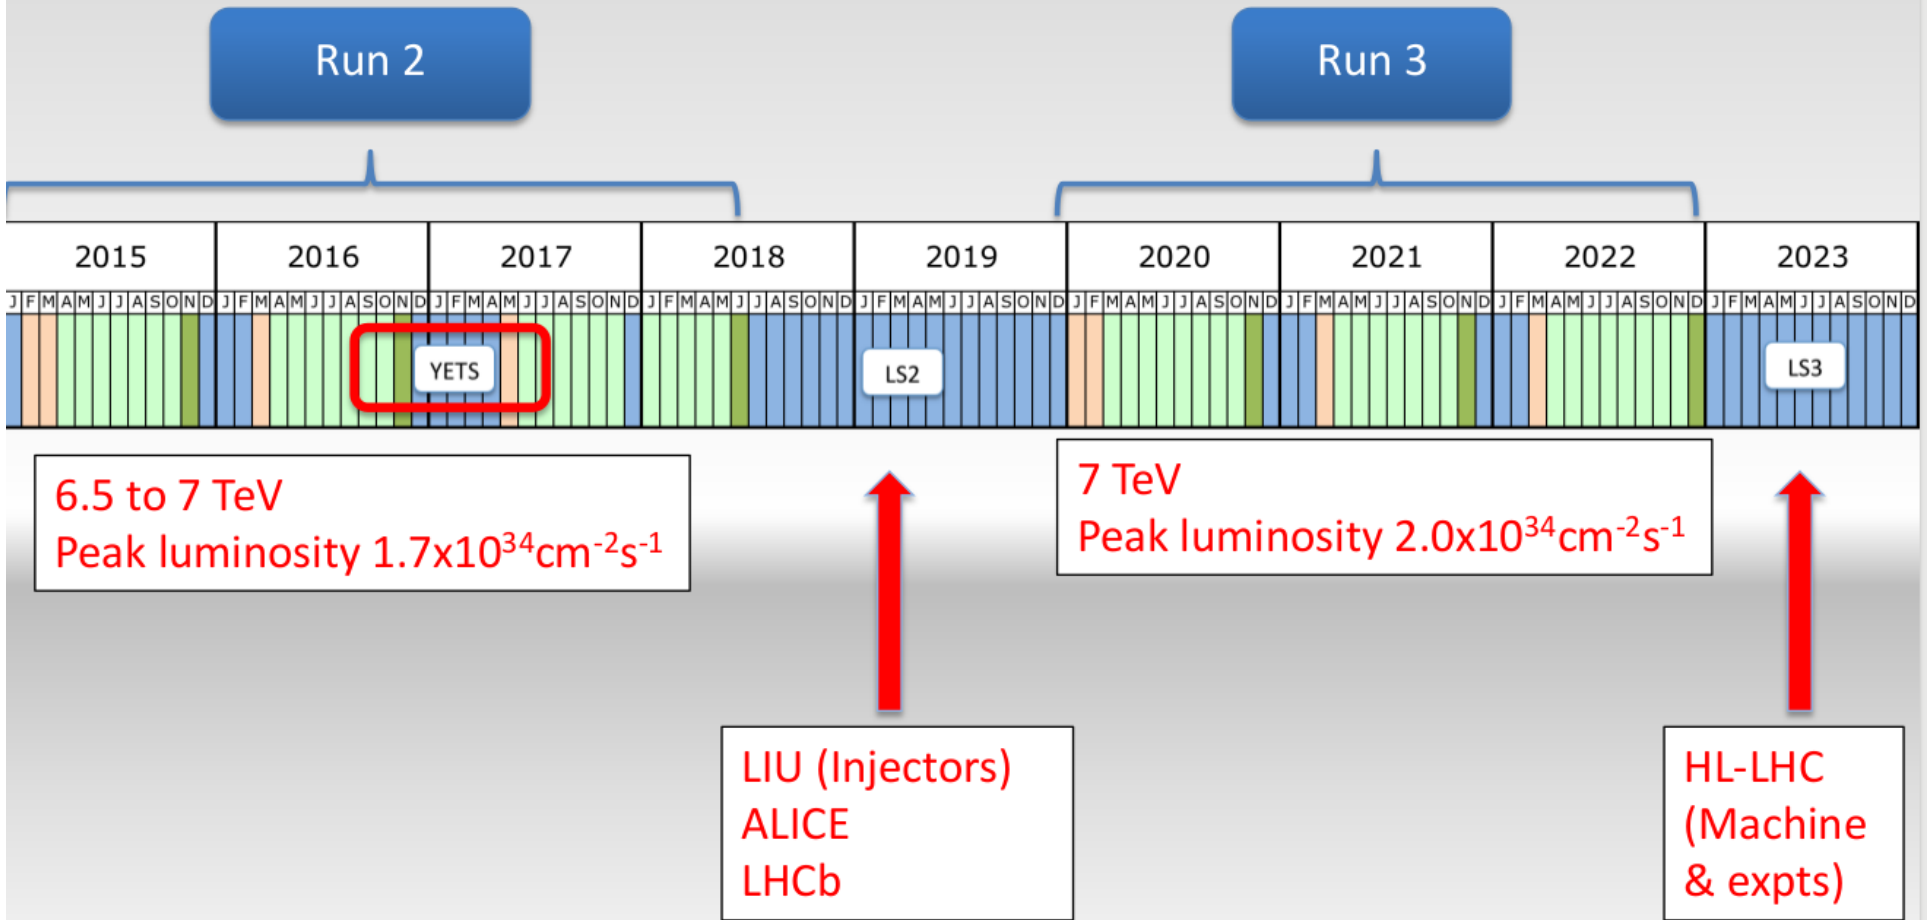 Run 2
Run 3
2015 2016 2017 2018 2019 2020 2021 2022 2023
J F M A M J J A S O N D J F M A M J J A S O N D J F M A M J J A S O N D J F M A M J J A S O N D J F M A M J J A S O N D J F M A M J J A S O N D J F M A M J J A S O N D J F M A M J J A S O N D J F M A M J J A S O N D
YETS
LS2
LS3
6.5 to 7 TeV
Peak luminosity 1.7x10³⁴cm⁻²s⁻¹
7 TeV
Peak luminosity 2.0x10³⁴cm⁻²s⁻¹
LIU (Injectors)
ALICE
LHCb
HL-LHC
(Machine
& expts)